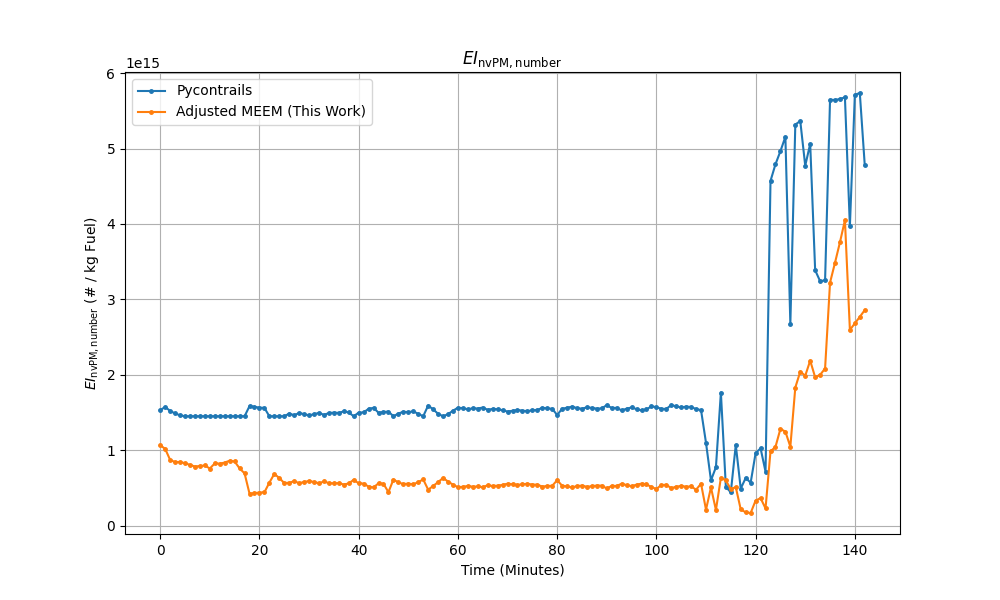 EI_nvPM, number
1e15
Pycontrails
Adjusted MEEM (This Work)
6
5
4
3
2
1
0
EI_nvPM, number (# / kg Fuel)
0 20 40 60 80 100 120 140
Time (Minutes)